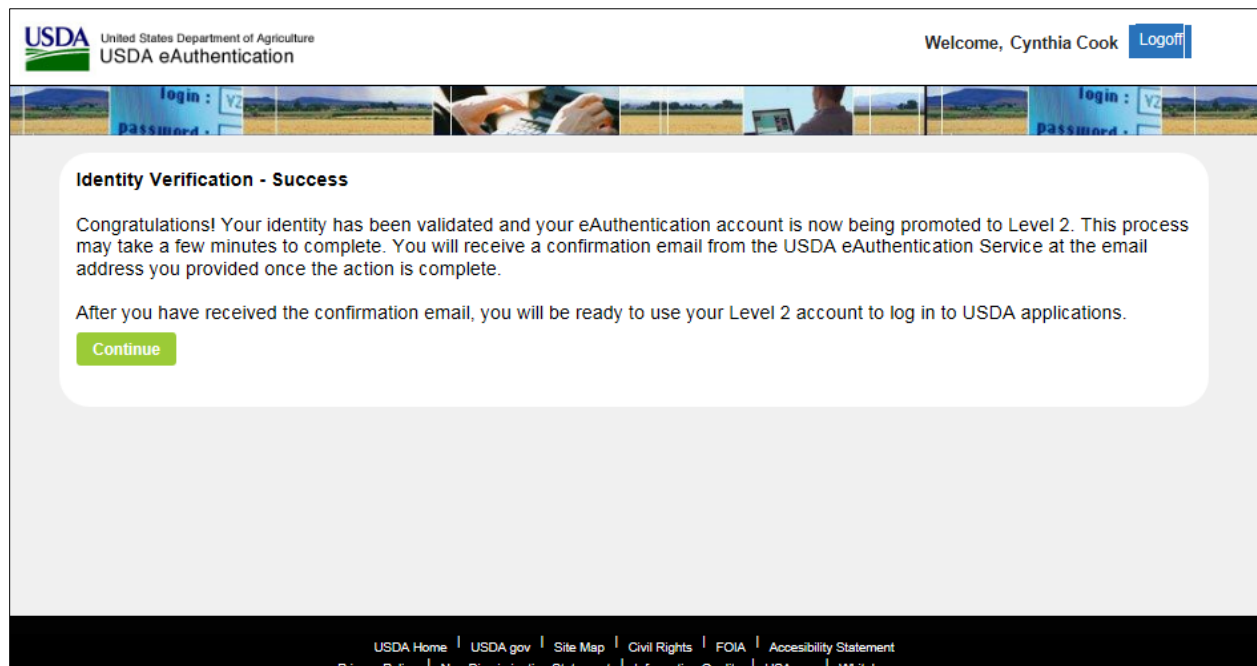 USDA United States Department of Agriculture
USDA eAuthentication
Welcome, Cynthia Cook Logoff
login : YZ
password :
login : YZ
password :
Identity Verification - Success
Congratulations! Your identity has been validated and your eAuthentication account is now being promoted to Level 2. This process
may take a few minutes to complete. You will receive a confirmation email from the USDA eAuthentication Service at the email
address you provided once the action is complete.
After you have received the confirmation email, you will be ready to use your Level 2 account to log in to USDA applications.
Continue
USDA Home | USDA gov | Site Map | Civil Rights | FOIA | Accesibility Statement